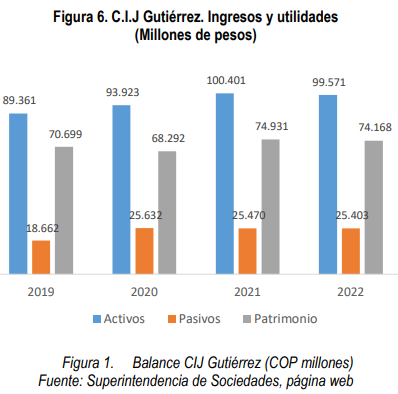 Figura 6. C.I.J Gutiérrez. Ingresos y utilidades
(Millones de pesos)
89.361
93.923
100.401
99.571
70.699
68.292
74.931
74.168
18.662
25.632
25.470
25.403
2019
2020
2021
2022
Activos
Pasivos
Patrimonio
Figura 1. Balance CIJ Gutiérrez (COP millones)
Fuente: Superintendencia de Sociedades, página web